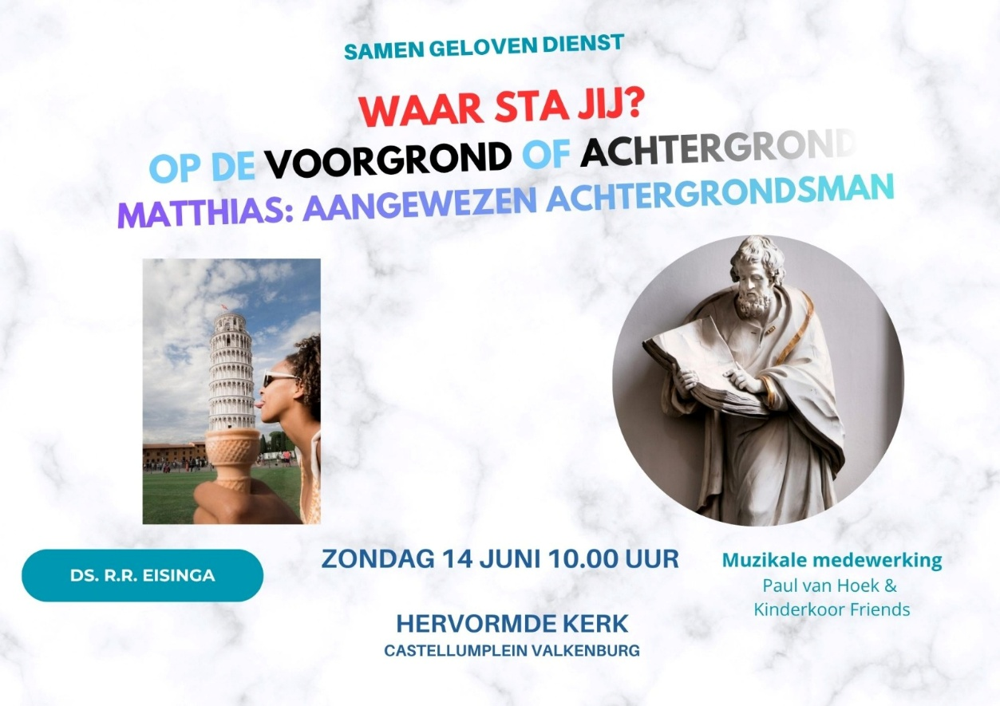 SAMEN GELOVEN DIENST
WAAR STA JIJ?
OP DE VOORGROND OF ACHTERGROND
MATTHIAS: AANGEWEZEN ACHTERGRONDSMAN
DS. R.R. EISINGA
ZONDAG 14 JUNI 10.00 UUR
HERVORMDE KERK
CASTELLUMPLEIN VALKENBURG
Muzikale medewerking
Paul van Hoek &
Kinderkoor Friends